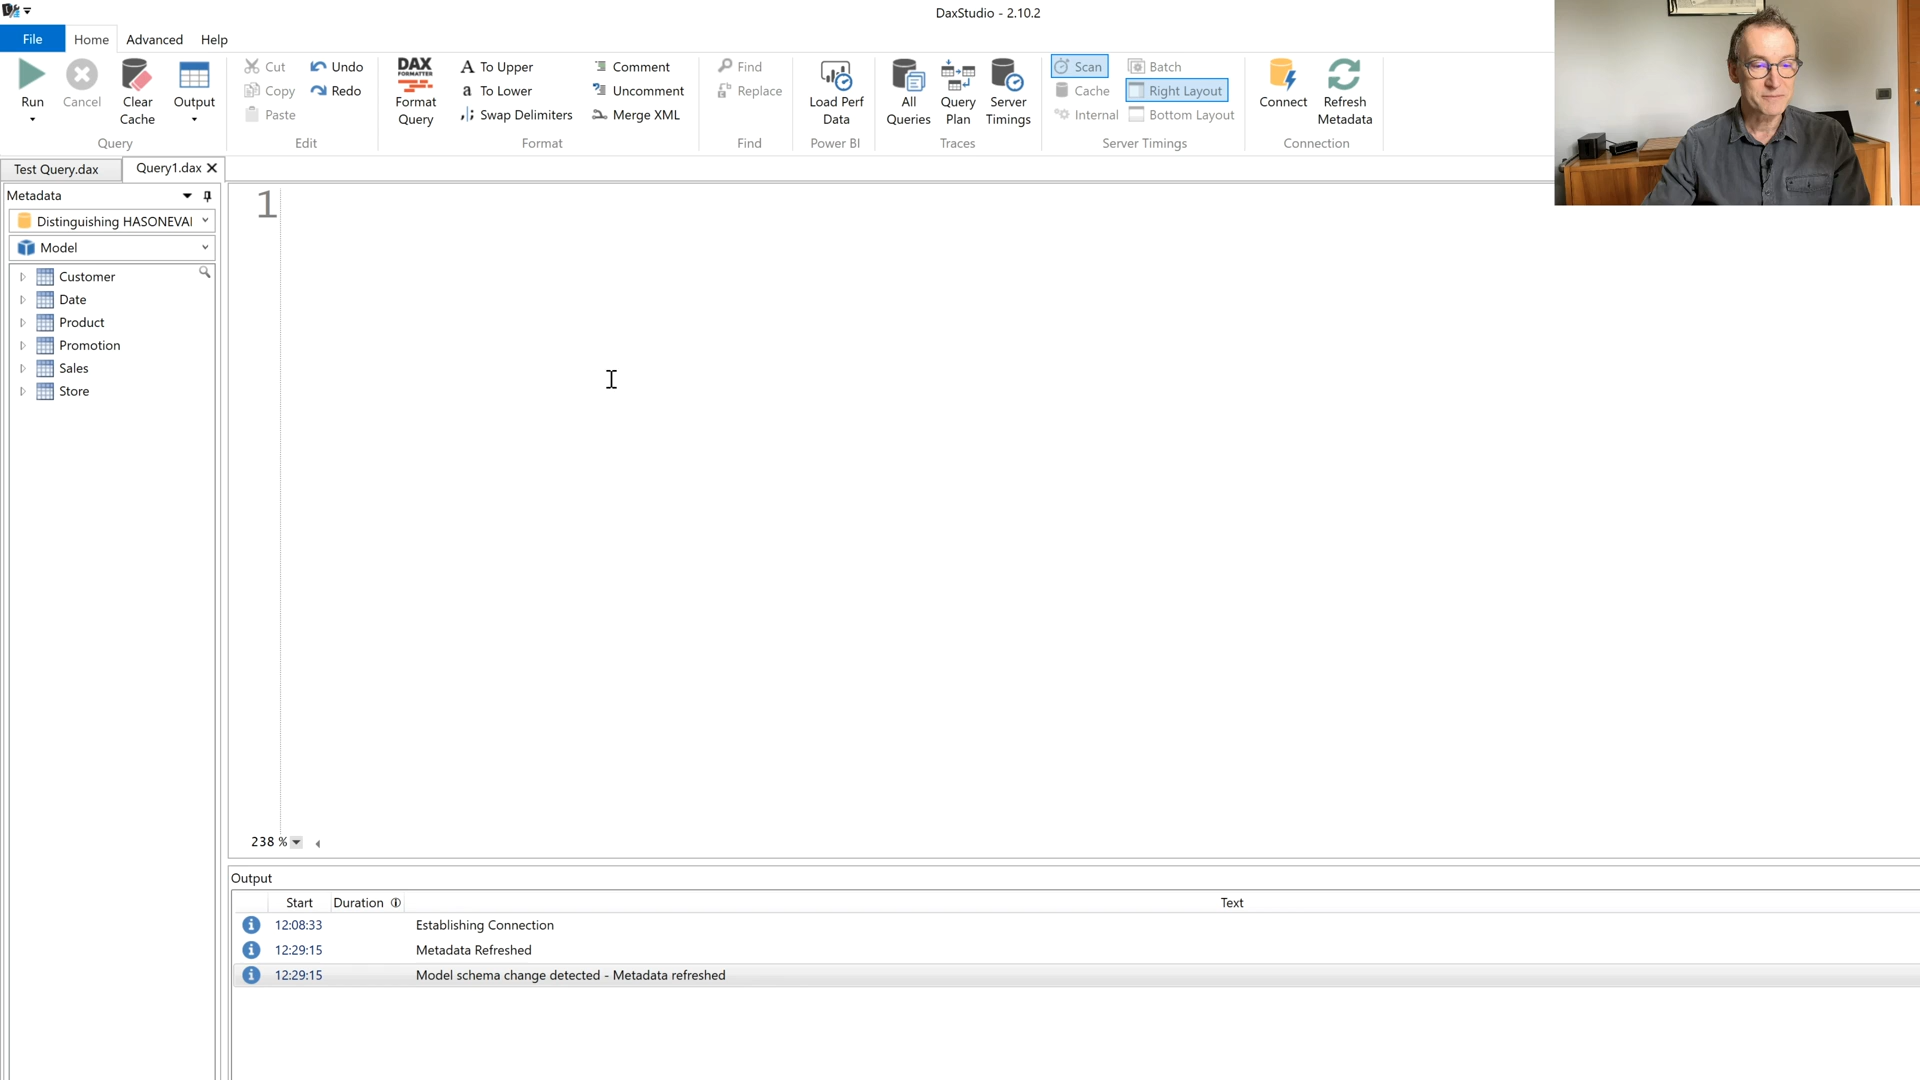 DaxStudio - 2.10.2
File Home Advanced Help
Run
Cancel
Clear Cache
Output
Query
Cut
Copy
Paste
Undo
Redo
Edit
DAX
FORMATTER
Format Query
To Upper
To Lower
Swap Delimiters
Comment
Uncomment
Merge XML
Format
Find
Replace
Find
Load Perf Data
Power BI
All Queries
Query Plan
Server Timings
Traces
Scan
Cache
Internal
Batch
Right Layout
Bottom Layout
Server Timings
Connect
Refresh Metadata
Connection
Test Query.dax
Query1.dax
Metadata
Distinguishing HASONEVAI
Model
Customer
Date
Product
Promotion
Sales
Store
1
238 %
Output
Start Duration Text
12:08:33 Establishing Connection
12:29:15 Metadata Refreshed
12:29:15 Model schema change detected - Metadata refreshed